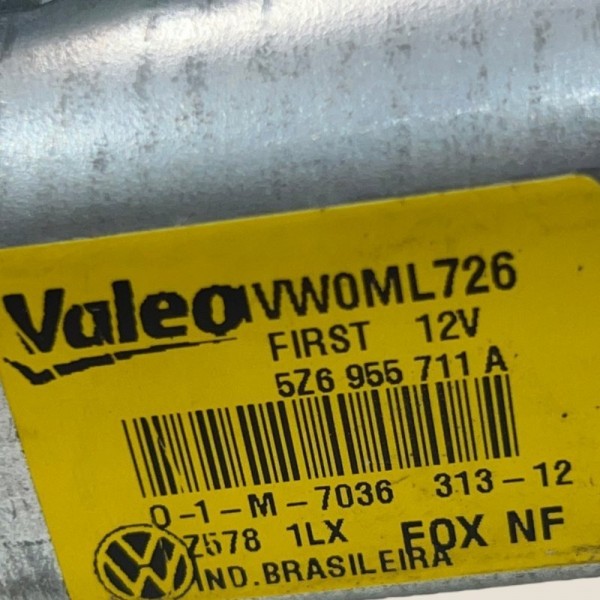 Valeo VW0ML726
FIRST 12V
5Z6 955 711 A
0-1-M-7036 313-12
Z578 1LX FOX NF
IND.BRASILEIRA